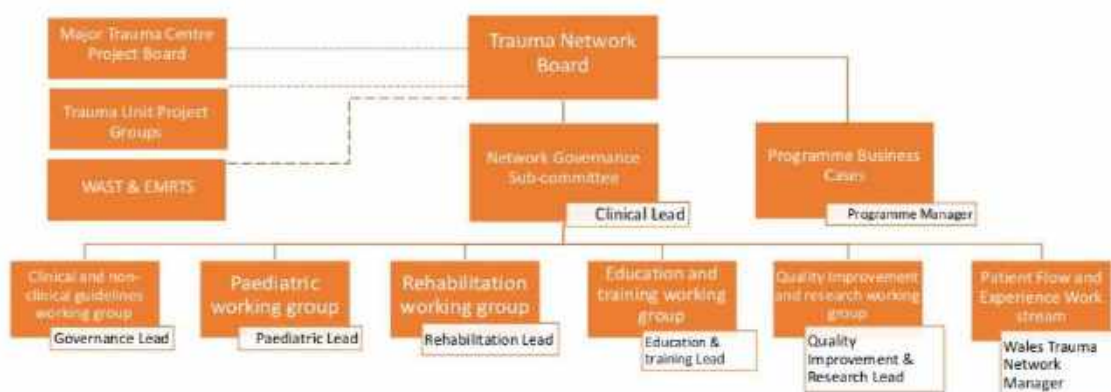 Major Trauma Centre
Project Board
Trauma Network
Board
Trauma Unit Project
Groups
WAST & EMRTS
Network Governance
Sub-committee
Clinical Lead
Programme Business
Cases
Programme Manager
Clinical and non-
clinical guidelines
working group
Governance Lead
Paediatric
working group
Paediatric Lead
Rehabilitation
working group
Rehabilitation Lead
Education and
training working
group
Education &
training Lead
Quality Improvement
and research working
group
Quality
Improvement &
Research Lead
Patient Flow and
Experience Work
stream
Wales Trauma
Network
Manager